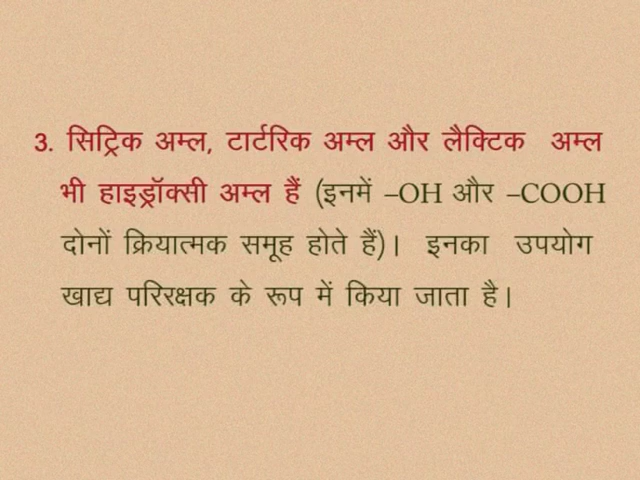 3. सिट्रिक अम्ल, टार्टरिक अम्ल और लैक्टिक अम्ल
भी हाइड्रॉक्सी अम्ल हैं (इनमें –OH और –COOH
दोनों क्रियात्मक समूह होते हैं)। इनका उपयोग
खाद्य परिरक्षक के रूप में किया जाता है।